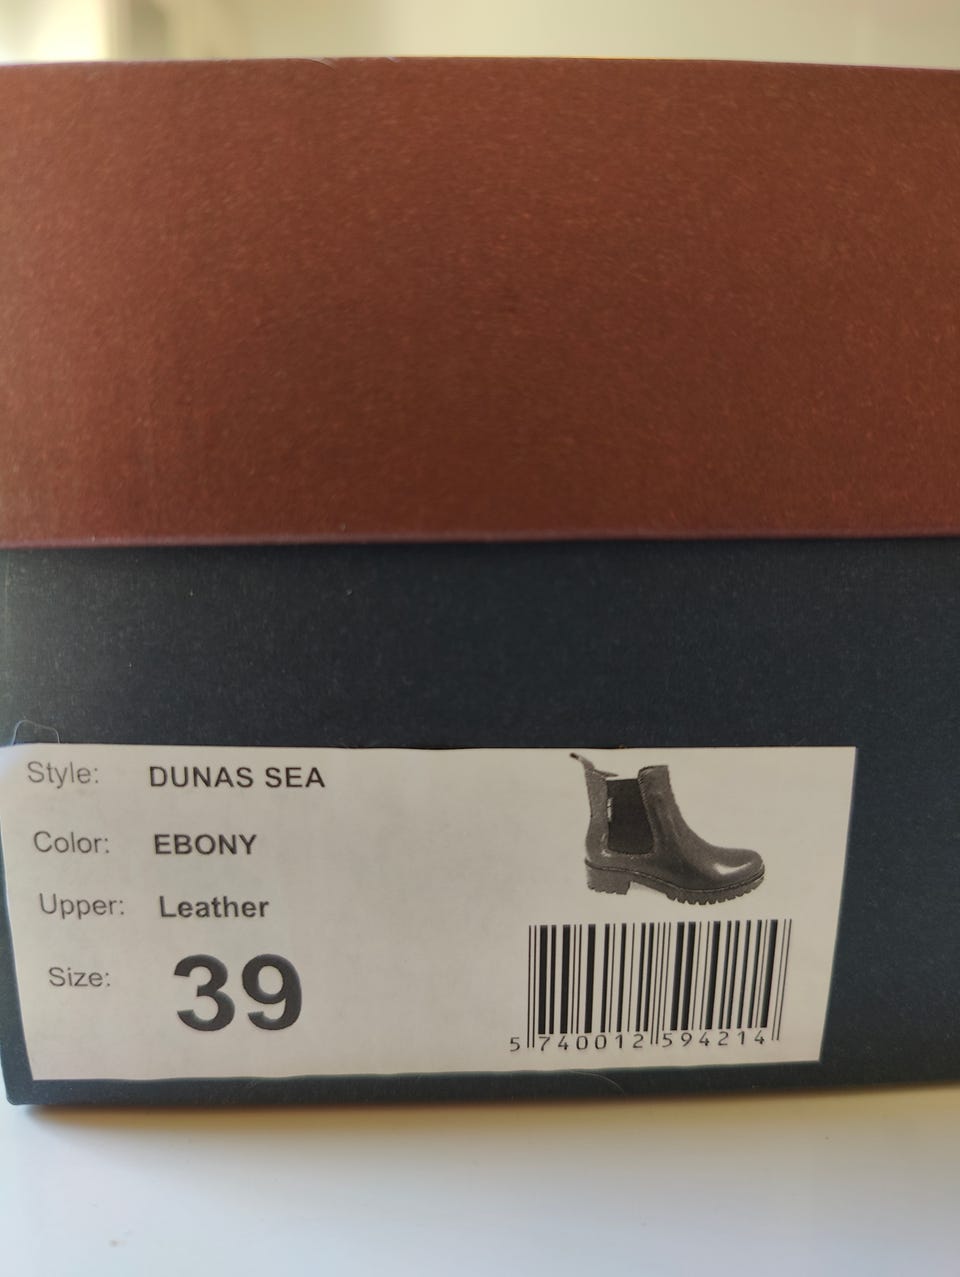 Style: DUNAS SEA
Color: EBONY
Upper: Leather
Size: 39
5 740012 594214